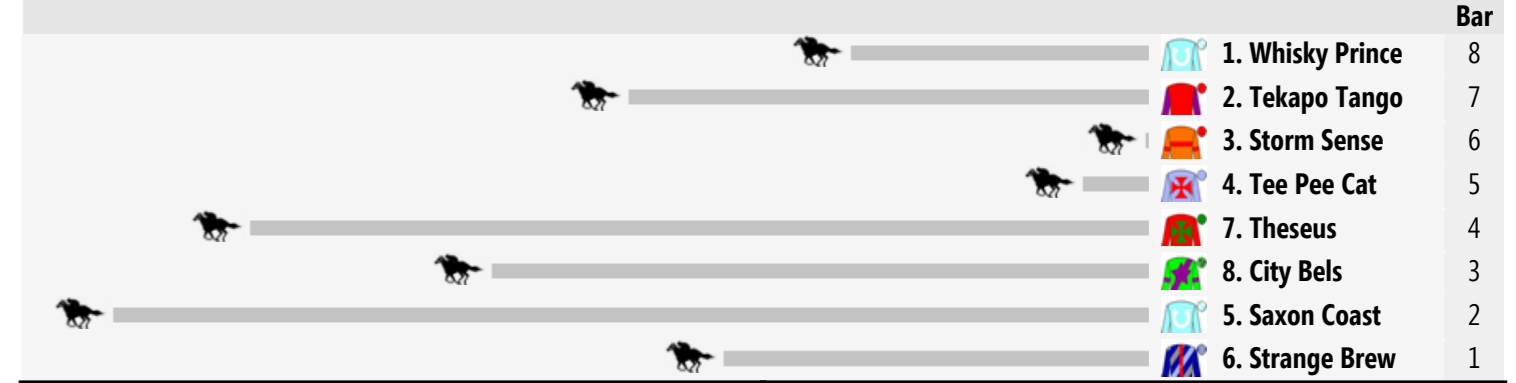 Bar
1. Whisky Prince 8
2. Tekapo Tango 7
3. Storm Sense 6
4. Tee Pee Cat 5
7. Theseus 4
8. City Bels 3
5. Saxon Coast 2
6. Strange Brew 1